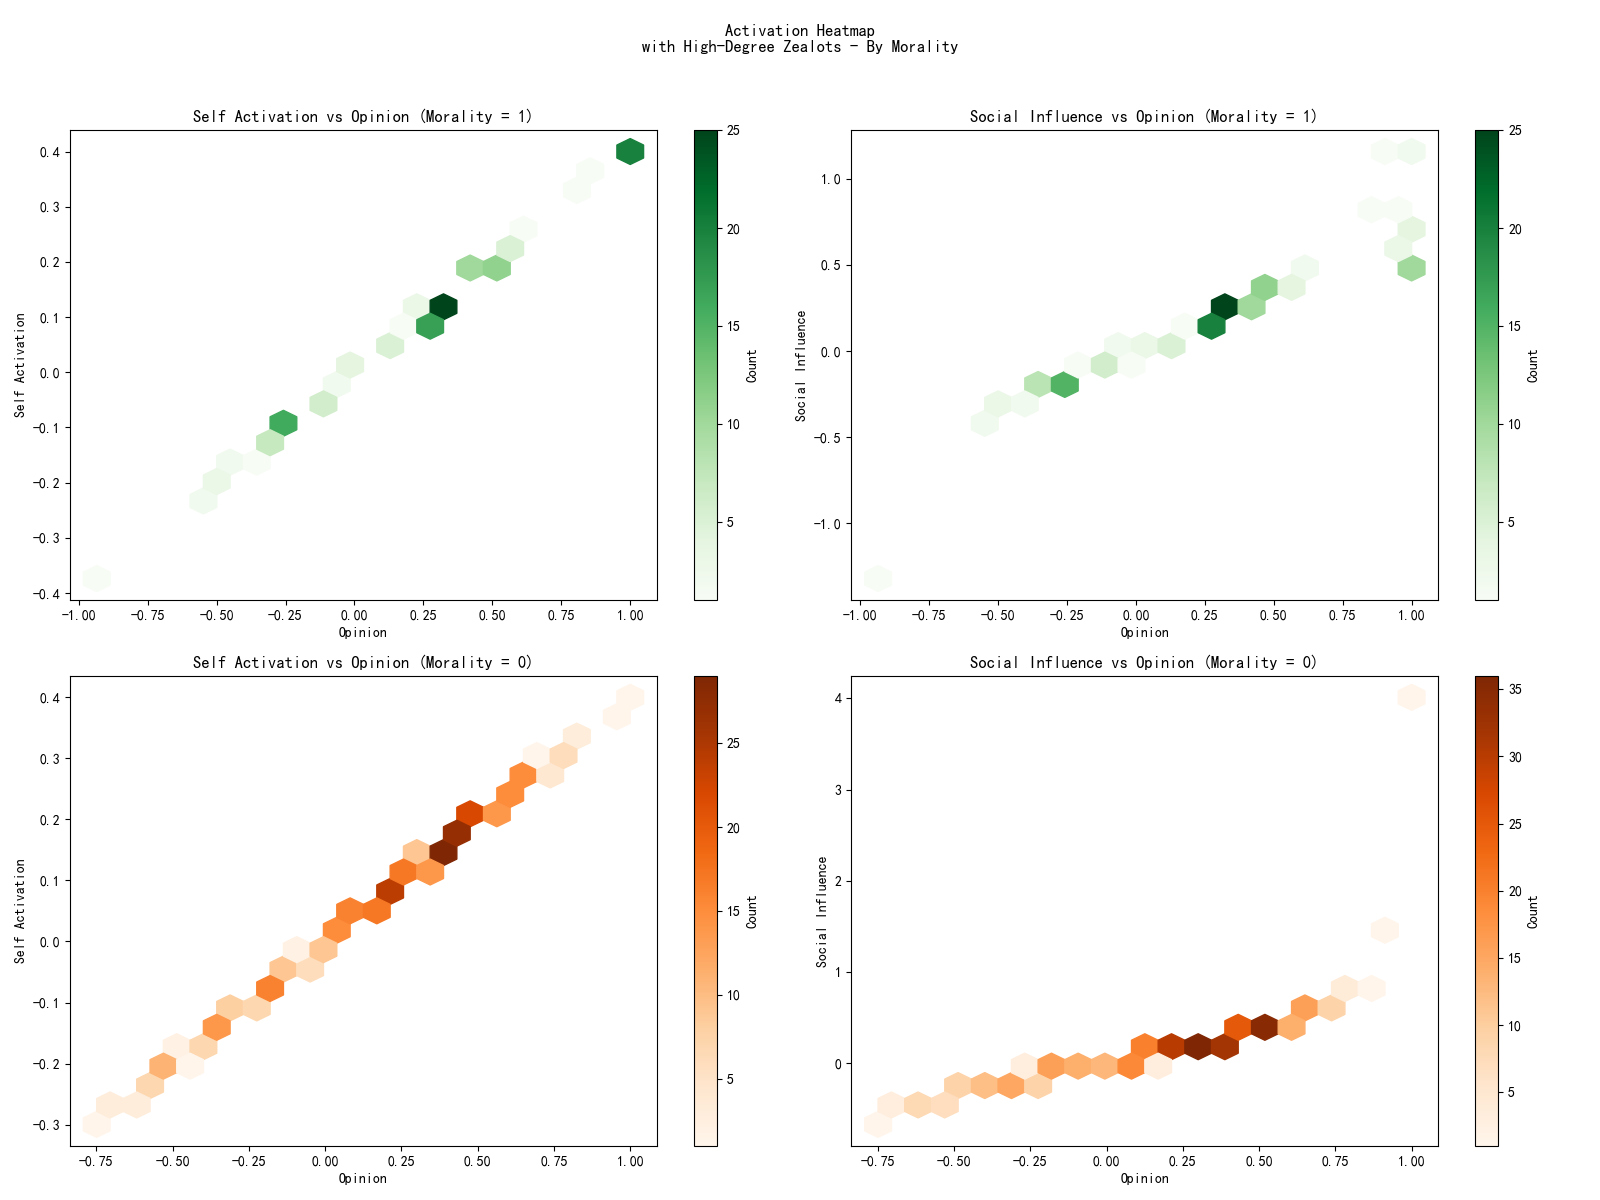 Activation Heatmap
with High-Degree Zealots - By Morality
Self Activation vs Opinion (Morality = 1)
0.4
0.3
0.2
0.1
0.0
-0.1
-0.2
-0.3
-0.4
Self Activation
-1.00 -0.75 -0.50 -0.25 0.00 0.25 0.50 0.75 1.00
Opinion
25
20
15
10
5
Count
Social Influence vs Opinion (Morality = 1)
1.0
0.5
0.0
-0.5
-1.0
Social Influence
-1.00 -0.75 -0.50 -0.25 0.00 0.25 0.50 0.75 1.00
Opinion
25
20
15
10
5
Count
Self Activation vs Opinion (Morality = 0)
0.4
0.3
0.2
0.1
0.0
-0.1
-0.2
-0.3
Self Activation
-0.75 -0.50 -0.25 0.00 0.25 0.50 0.75 1.00
Opinion
25
20
15
10
5
Count
Social Influence vs Opinion (Morality = 0)
4
3
2
1
0
Social Influence
-0.75 -0.50 -0.25 0.00 0.25 0.50 0.75 1.00
Opinion
35
30
25
20
15
10
5
Count